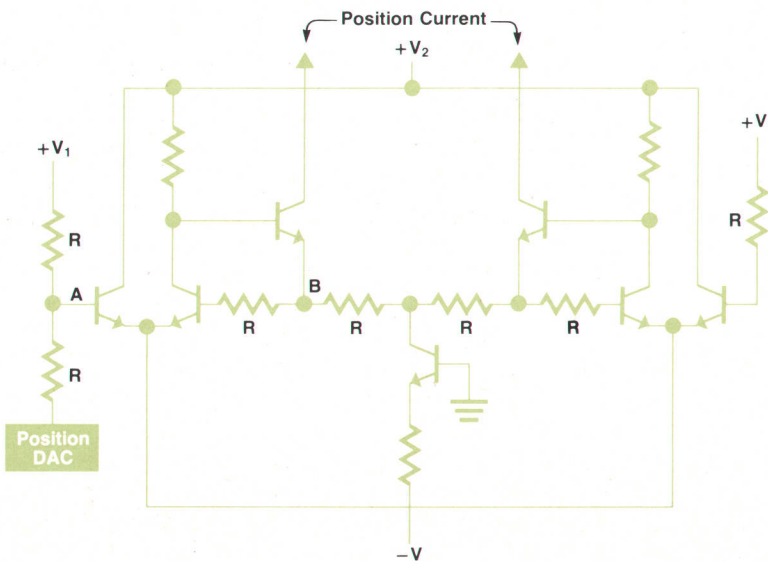 Position Current
+V2
+V1
+V
R
R
A
B
R
R
R
R
R
Position
DAC
−V